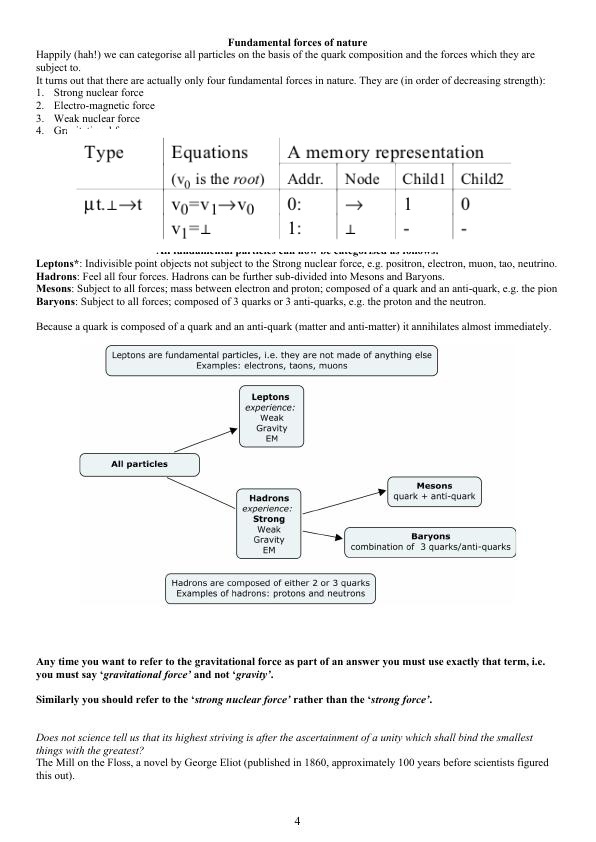 Fundamental forces of nature
Happily (hah!) we can categorise all particles on the basis of the quark composition and the forces which they are
subject to.
It turns out that there are actually only four fundamental forces in nature. They are (in order of decreasing strength):
1. Strong nuclear force
2. Electro-magnetic force
3. Weak nuclear force
4.
Type Equations A memory representation
(v0 is the root) Addr. Node Child1 Child2
μt.⊥→t v0=v1→v0 0: → 1 0
v1=⊥ 1: ⊥ - -
All fundamental particles can now be categorised as follows:
Leptons*: Indivisible point objects not subject to the Strong nuclear force, e.g. positron, electron, muon, tao, neutrino.
Hadrons: Feel all four forces. Hadrons can be further sub-divided into Mesons and Baryons.
Mesons: Subject to all forces; mass between electron and proton; composed of a quark and an anti-quark, e.g. the pion
Baryons: Subject to all forces; composed of 3 quarks or 3 anti-quarks, e.g. the proton and the neutron.
Because a quark is composed of a quark and an anti-quark (matter and anti-matter) it annihilates almost immediately.
Leptons are fundamental particles, i.e. they are not made of anything else
Examples: electrons, taons, muons
Leptons
experience:
Weak
Gravity
EM
All particles
Hadrons
experience:
Strong
Weak
Gravity
EM
Mesons
quark + anti-quark
Baryons
combination of 3 quarks/anti-quarks
Hadrons are composed of either 2 or 3 quarks
Examples of hadrons: protons and neutrons
Any time you want to refer to the gravitational force as part of an answer you must use exactly that term, i.e.
you must say ‘gravitational force’ and not ‘gravity’.
Similarly you should refer to the ‘strong nuclear force’ rather than the ‘strong force’.
Does not science tell us that its highest striving is after the ascertainment of a unity which shall bind the smallest
things with the greatest?
The Mill on the Floss, a novel by George Eliot (published in 1860, approximately 100 years before scientists figured
this out).
4